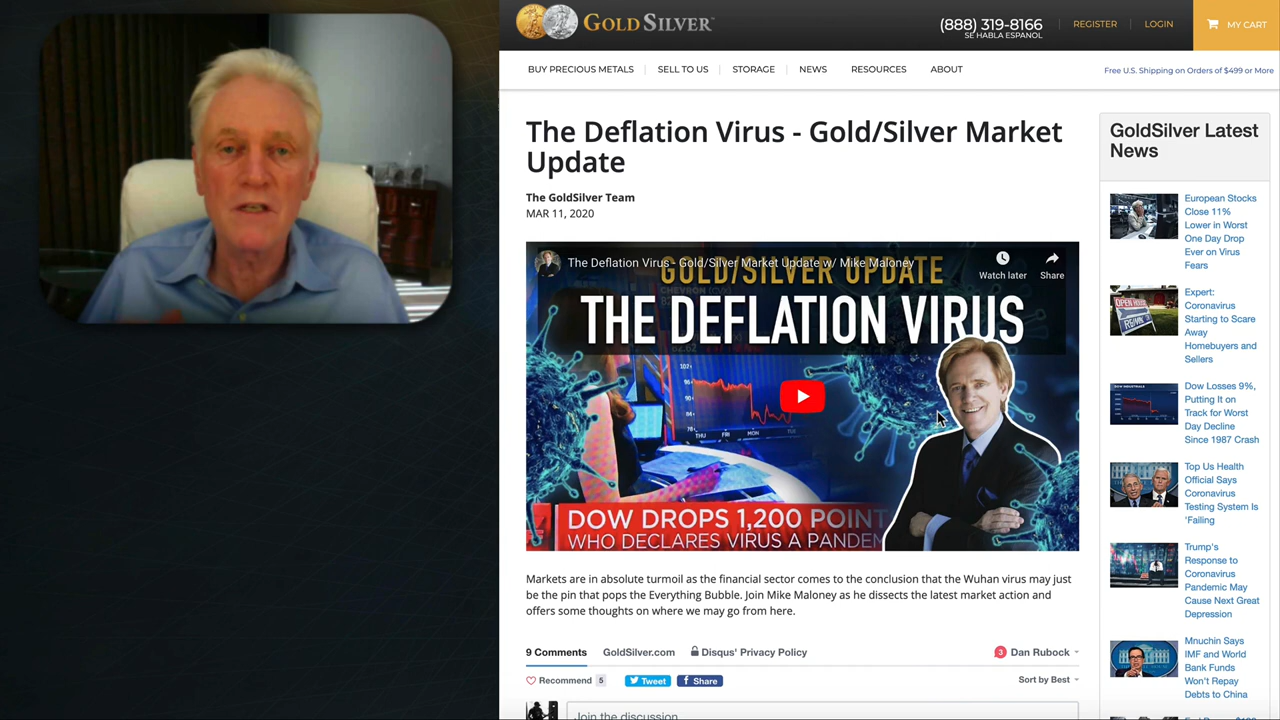 GOLDSILVER
(888) 319-8166
SE HABLA ESPANOL
REGISTER
LOGIN
MY CART
BUY PRECIOUS METALS
SELL TO US
STORAGE
NEWS
RESOURCES
ABOUT
Free U.S. Shipping on Orders of $499 or More
The Deflation Virus - Gold/Silver Market
Update
The GoldSilver Team
MAR 11, 2020
The Deflation Virus - Gold/Silver Market Update w/ Mike Maloney
Watch later
Share
GOLD/SILVER UPDATE
THE DEFLATION VIRUS
102
96
THU
FRI
MON
TUE
DOW DROPS 1,200 POINT
WHO DECLARES VIRUS A PANDEM
Markets are in absolute turmoil as the financial sector comes to the conclusion that the Wuhan virus may just
be the pin that pops the Everything Bubble. Join Mike Maloney as he dissects the latest market action and
offers some thoughts on where we may go from here.
9 Comments
GoldSilver.com
Disqus' Privacy Policy
3
Dan Rubock
Recommend
5
Tweet
Share
Sort by Best
Join the discussion
GoldSilver Latest
News
European Stocks
Close 11%
Lower in Worst
One Day Drop
Ever on Virus
Fears
Expert:
Coronavirus
Starting to Scare
Away
Homebuyers and
Sellers
Dow Losses 9%,
Putting It on
Track for Worst
Day Decline
Since 1987 Crash
Top Us Health
Official Says
Coronavirus
Testing System Is
'Failing
Trump's
Response to
Coronavirus
Pandemic May
Cause Next Great
Depression
Mnuchin Says
IMF and World
Bank Funds
Won't Repay
Debts to China